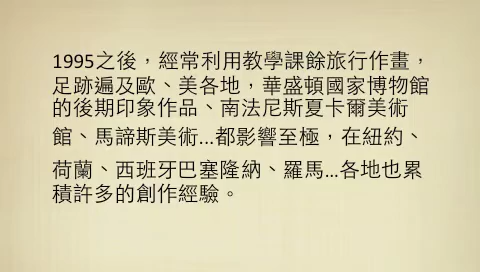 1995之後，經常利用教學課餘旅行作畫，
足跡遍及歐、美各地，華盛頓國家博物館
的後期印象作品、南法尼斯夏卡爾美術
館、馬諦斯美術...都影響至極，在紐約、
荷蘭、西班牙巴塞隆納、羅馬...各地也累
積許多的創作經驗。